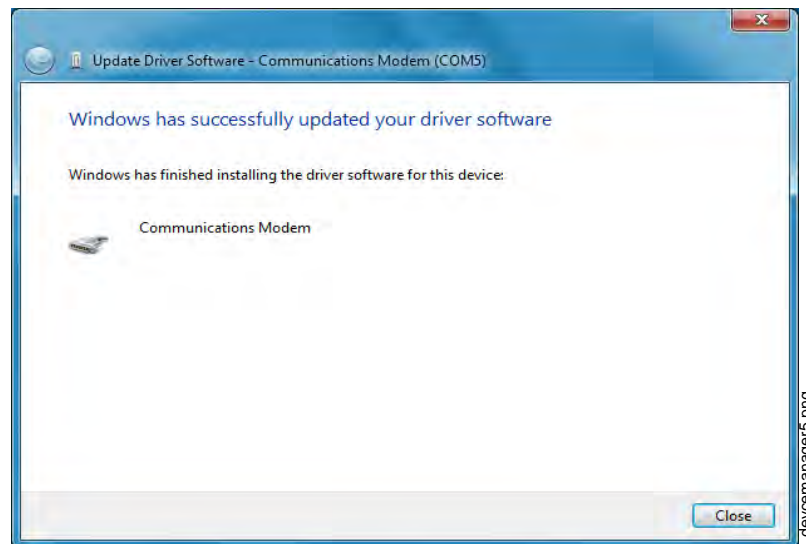 Update Driver Software - Communications Modem (COM5)
Windows has successfully updated your driver software
Windows has finished installing the driver software for this device:
Communications Modem
Close
devcemanager5.png